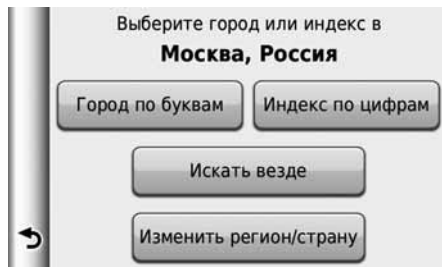 Выберите город или индекс в
Москва, Россия
Город по буквам
Индекс по цифрам
Искать везде
Изменить регион/страну